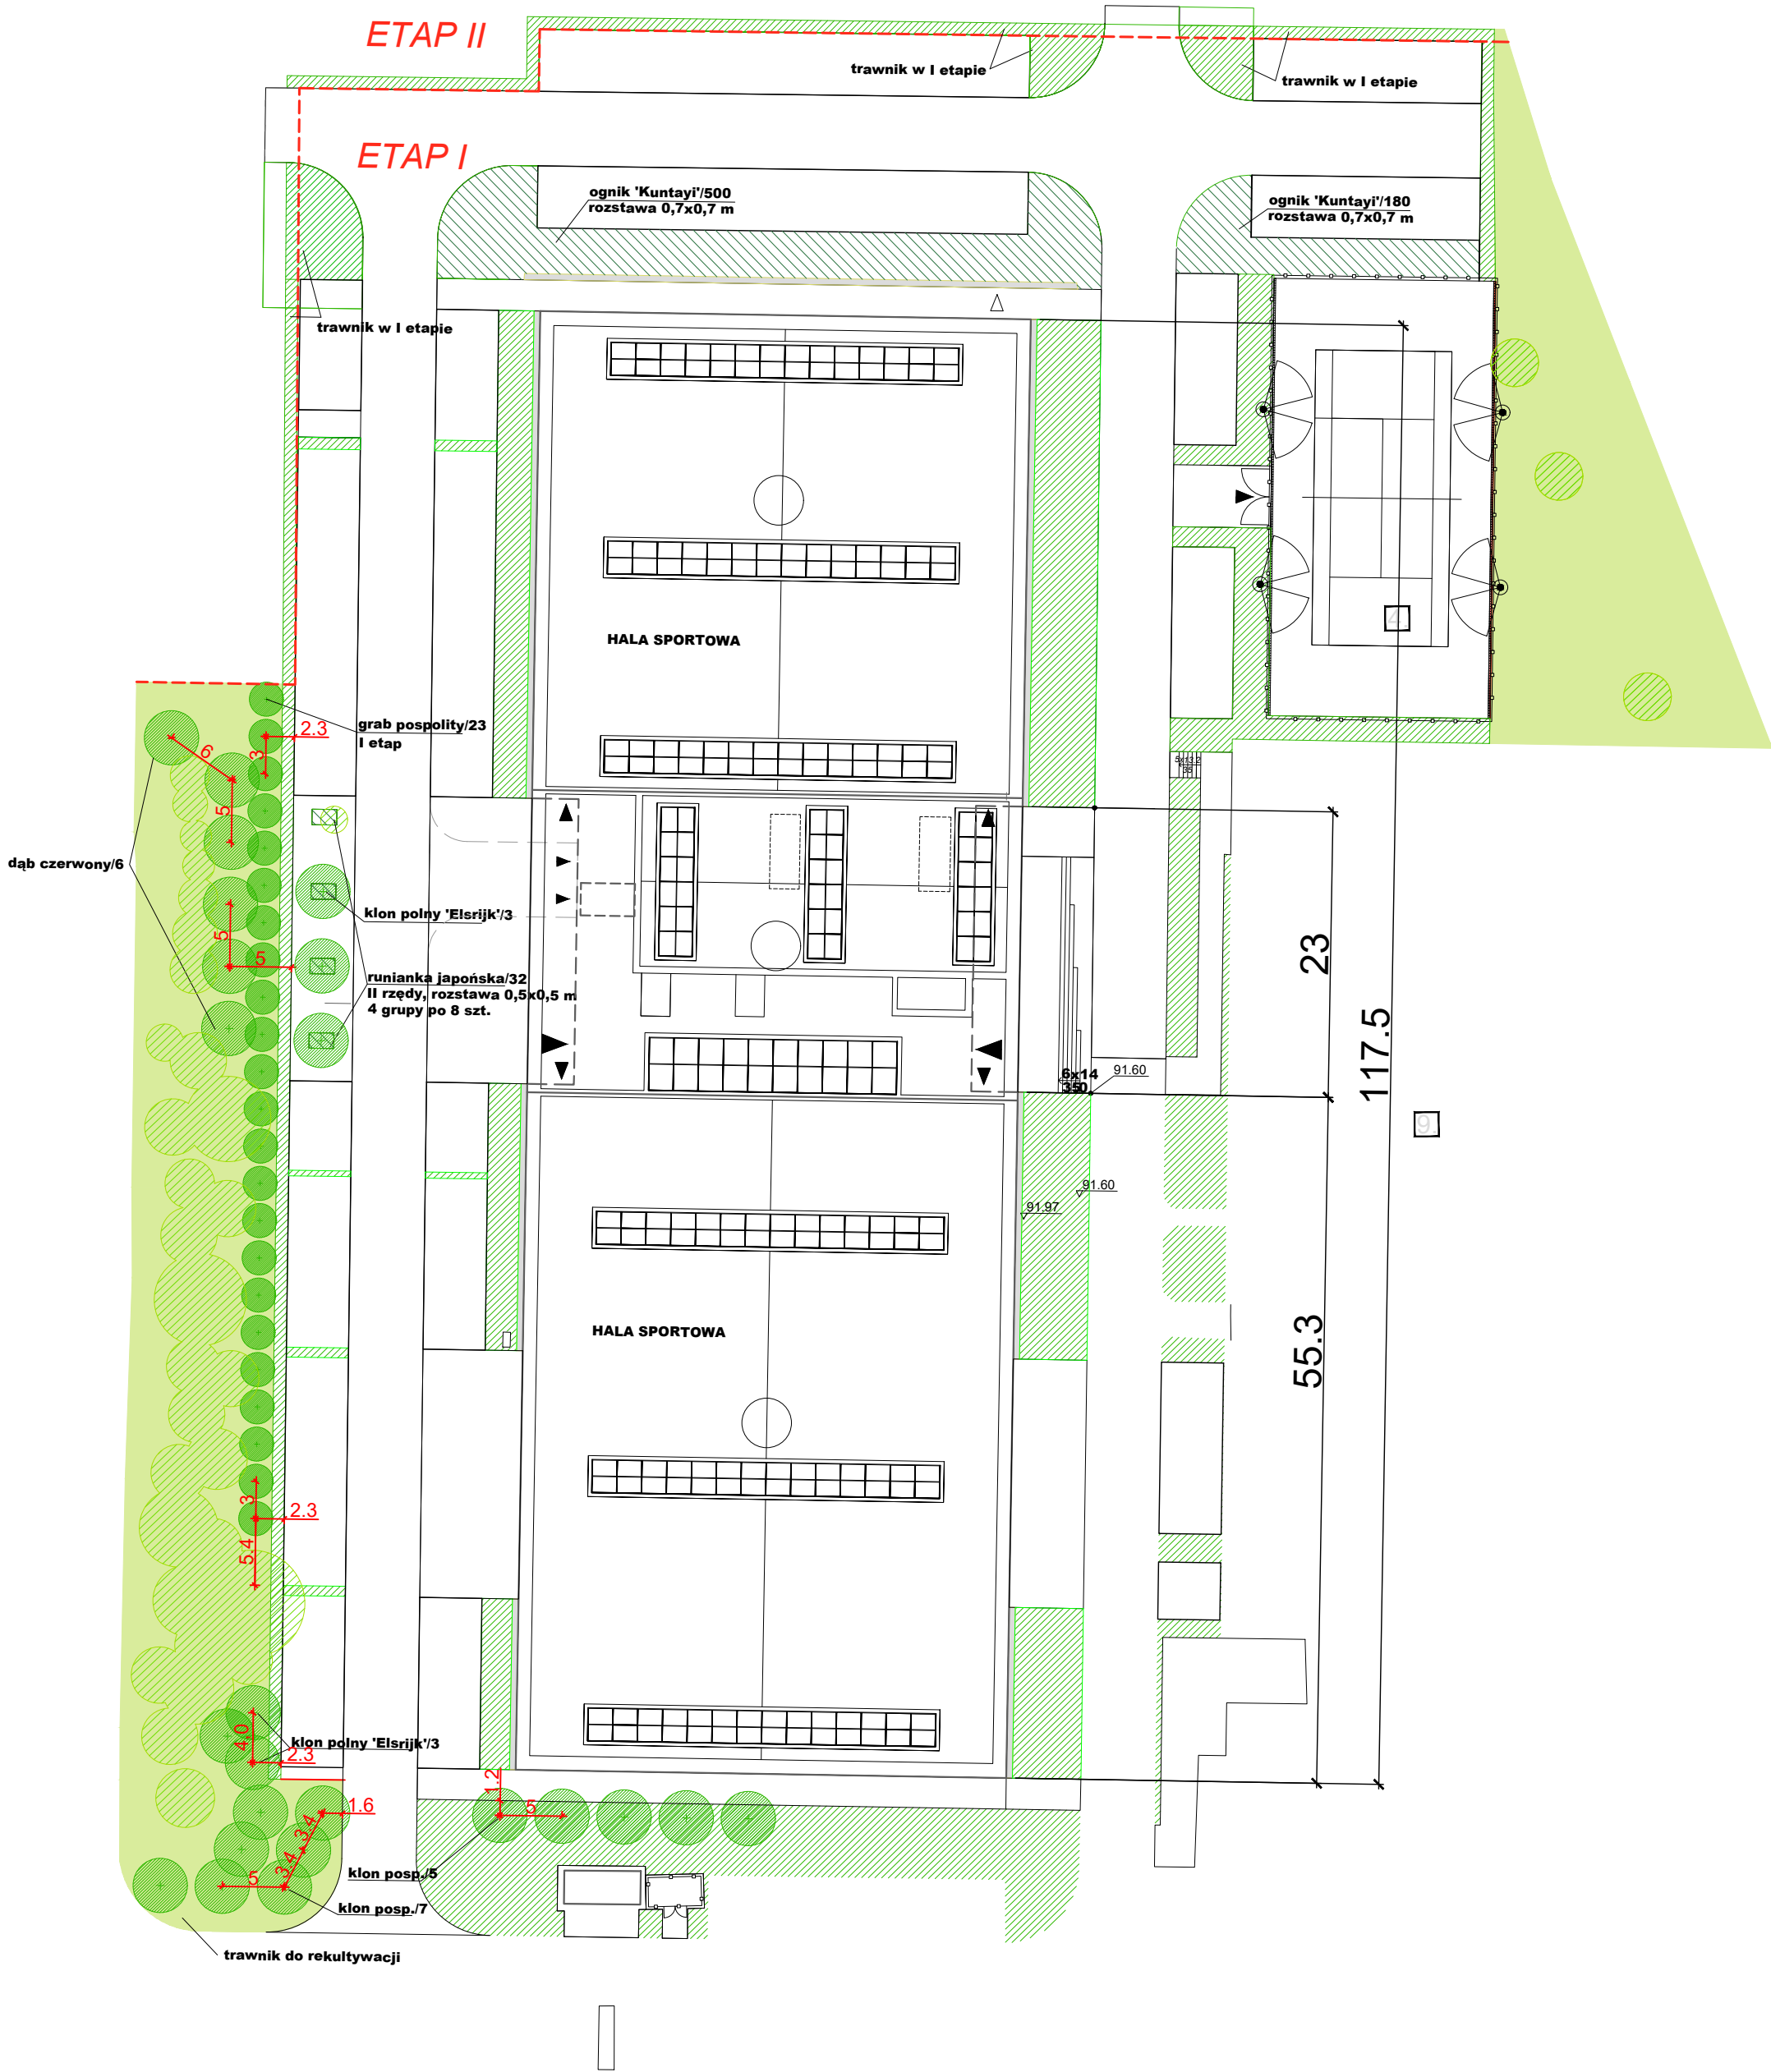 ETAP II
trawnik w I etapie
trawnik w I etapie
ETAP I
ognik 'Kuntayi'/500
rozstawa 0,7x0,7 m
ognik 'Kuntayi'/180
rozstawa 0,7x0,7 m
trawnik w I etapie
HALA SPORTOWA
4.
grab pospolity/23
I etap
2.3
6
3
5
5x13.2
35
dąb czerwony/6
klon polny 'Elsrijk'/3
5
5
23
runianka japońska/32
II rzędy, rozstawa 0,5x0,5 m
4 grupy po 8 szt.
117.5
6x14
350
91.60
9.
91.60
91.97
HALA SPORTOWA
55.3
3
2.3
5.4
4.0
klon polny 'Elsrijk'/3
2.3
1.2
1.6
5
3.4
3.4
5
klon posp./5
klon posp./7
trawnik do rekultywacji